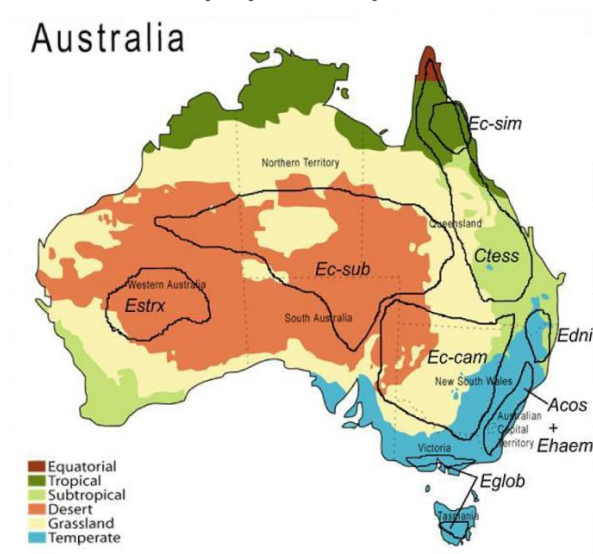 Australia
Ec-sim
Northern Territory
Queensland
Ctess
Ec-sub
Western Australia
Estrx
South Australia
Edni
Ec-cam
New South Wales
Acos
+
Ehaem
Australian
Capital
Territory
Victoria
Eglob
Tasmania
Equatorial
Tropical
Subtropical
Desert
Grassland
Temperate